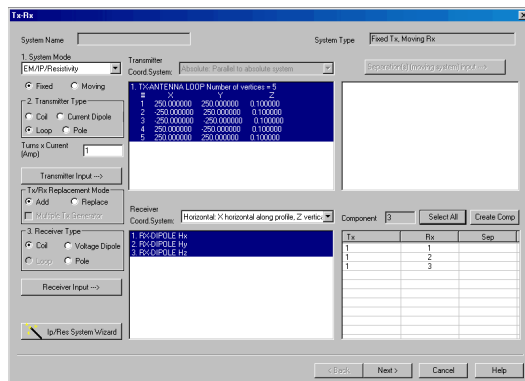 Tx-Rx
System Name
System Type Fixed Tx, Moving Rx
1. System Mode
EM/IP/Resistivity
Fixed Moving
2. Transmitter Type
Coil Current Dipole
Loop Pole
Turns x Current (Amp) 1
Transmitter Input -->
Tx/Rx Replacement Mode
Add Replace
Multiple Tx Generator
3. Receiver Type
Coil Voltage Dipole
Loop Pole
Receiver Input --->
Ip/Res System Wizard
Transmitter
Coord.System: Absolute: Parallel to absolute system
1. TX-ANTENNA LOOP Number of vertices = 5
# X Y Z
1 250.000000 250.000000 0.100000
2 -250.000000 250.000000 0.100000
3 -250.000000 -250.000000 0.100000
4 250.000000 -250.000000 0.100000
5 250.000000 250.000000 0.100000
Receiver
Coord.System: Horizontal: X horizontal along profile, Z vertic
1. RX-DIPOLE Hx
2. RX-DIPOLE Hy
3. RX-DIPOLE Hz
Component 3 Select All Create Comp
Tx Rx Sep
1 1
1 2
1 3
< Back Next > Cancel Help